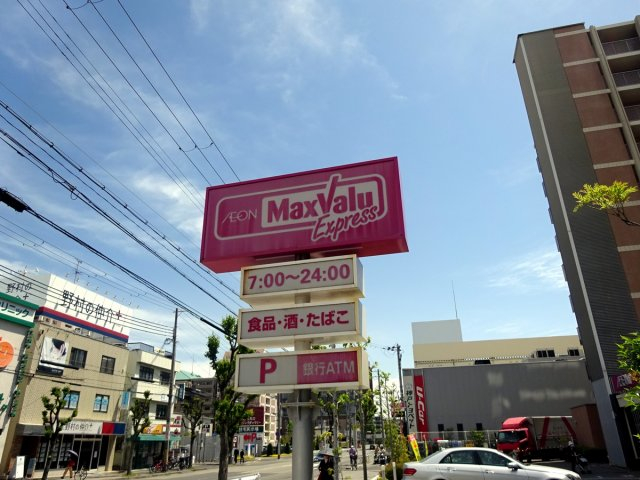 AEON
MaxValu
Express
7:00〜24:00
食品・酒・たばこ
P 銀行ATM
野村の仲介+